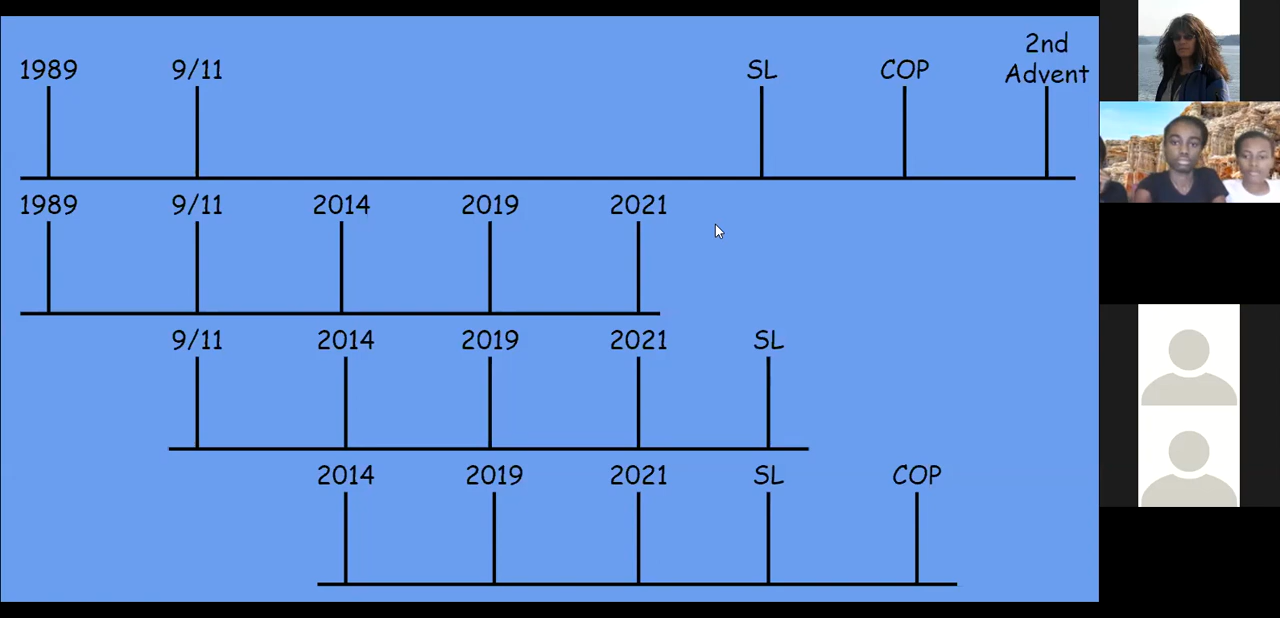 1989 9/11 SL COP 2nd
Advent
1989 9/11 2014 2019 2021
9/11 2014 2019 2021 SL
2014 2019 2021 SL COP